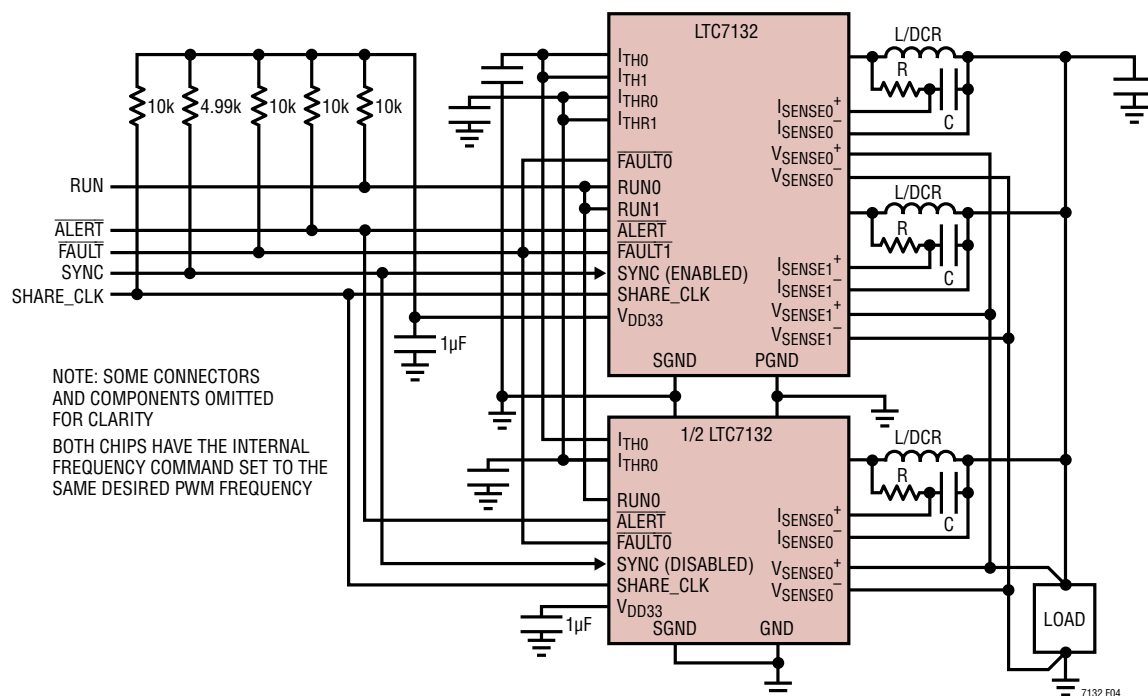 LTC7132
ITH0
ITH1
ITHR0
ITHR1
FAULT0
RUN0
RUN1
ALERT
FAULT1
SYNC (ENABLED)
SHARE_CLK
VDD33
SGND
PGND
ISENSE0+
ISENSE0–
VSENSE0+
VSENSE0–
ISENSE1+
ISENSE1–
VSENSE1+
VSENSE1–
L/DCR
R
C
L/DCR
R
C
10k
4.99k
10k
10k
10k
RUN
ALERT
FAULT
SYNC
SHARE_CLK
1µF
NOTE: SOME CONNECTORS
AND COMPONENTS OMITTED
FOR CLARITY
BOTH CHIPS HAVE THE INTERNAL
FREQUENCY COMMAND SET TO THE
SAME DESIRED PWM FREQUENCY
1/2 LTC7132
ITH0
ITHR0
RUN0
ALERT
FAULT0
SYNC (DISABLED)
SHARE_CLK
VDD33
1µF
SGND
GND
ISENSE0+
ISENSE0–
VSENSE0+
VSENSE0–
L/DCR
R
C
LOAD
7132 F04